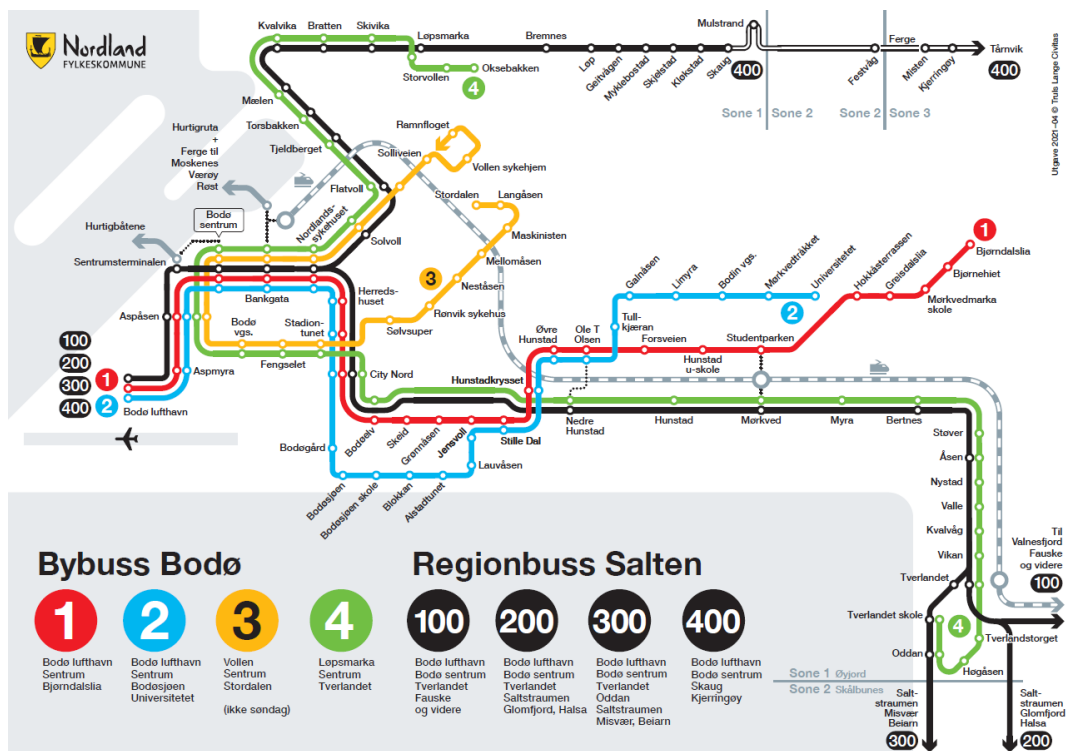 Nordland
FYLKESKOMMUNE
Kvalvika
Bratten
Skivika
Løpsmarka
Bremnes
Mulstrand
Ferge
Tårnvik
400
Storvollen
Oksebakken
4
Løp
Geitvågen
Myklebostad
Skjelstad
Kløkstad
Skaug
400
Festvåg
Misten
Kjerringøy
Sone 1
Sone 2
Sone 2
Sone 3
Utgave 2021-04 © Truls Lange Civitas
Mælen
Torsbakken
Tjeldberget
Flatvoll
Solvoll
Hurtigruta
+
Ferge til
Moskenes
Værøy
Røst
Ramnfloget
Solliveien
Vollen sykehjem
Stordalen
Langåsen
Maskinisten
Mellomåsen
Neståsen
3
Rønvik sykehus
Sølvsuper
Hurtigbåtene
Bodø
sentrum
Nordlands-
sykehuset
Sentrumsterminalen
Bankgata
Herreds-
huset
Aspåsen
Bodø
vgs.
Stadion-
tunet
Fengselet
City Nord
Aspmyra
100
200
300
1
400
2
Bodø lufthavn
Galnåsen
Limyra
Bodin vgs.
Mørkvedtråkket
Universitetet
2
Tull-
kjæran
Hokkåsterrassen
Greisdalslia
1
Bjørndalslia
Bjørnehiet
Mørkvedmarka
skole
Øvre
Hunstad
Ole T
Olsen
Forsveien
Hunstad
u-skole
Studentparken
Hunstadkrysset
Nedre
Hunstad
Hunstad
Mørkved
Myra
Bertnes
Bodøgård
Bodøelv
Skeid
Grønnåsen
Jensvoll
Stille Dal
Lauvåsen
Bodøsjøen
Bodøsjøen skole
Blokkan
Alstadtunet
Støver
Åsen
Nystad
Valle
Kvalvåg
Vikan
Tverlandet
Tverlandet skole
4
Oddan
Høgåsen
Tverlandstorget
Til
Valnesfjord
Fauske
og videre
100
Sone 1 Øyjord
Sone 2 Skålbunes
Salt-
straumen
Misvær
Beiarn
300
Salt-
straumen
Glomfjord
Halsa
200
Bybuss Bodø
1
Bodø lufthavn
Sentrum
Bjørndalslia
2
Bodø lufthavn
Sentrum
Bodøsjøen
Universitetet
3
Vollen
Sentrum
Stordalen
(ikke søndag)
4
Løpsmarka
Sentrum
Tverlandet
Regionbuss Salten
100
Bodø lufthavn
Bodø sentrum
Tverlandet
Fauske
og videre
200
Bodø lufthavn
Bodø sentrum
Tverlandet
Saltstraumen
Glomfjord, Halsa
300
Bodø lufthavn
Bodø sentrum
Tverlandet
Oddan
Saltstraumen
Misvær, Beiarn
400
Bodø lufthavn
Bodø sentrum
Skaug
Kjerringøy